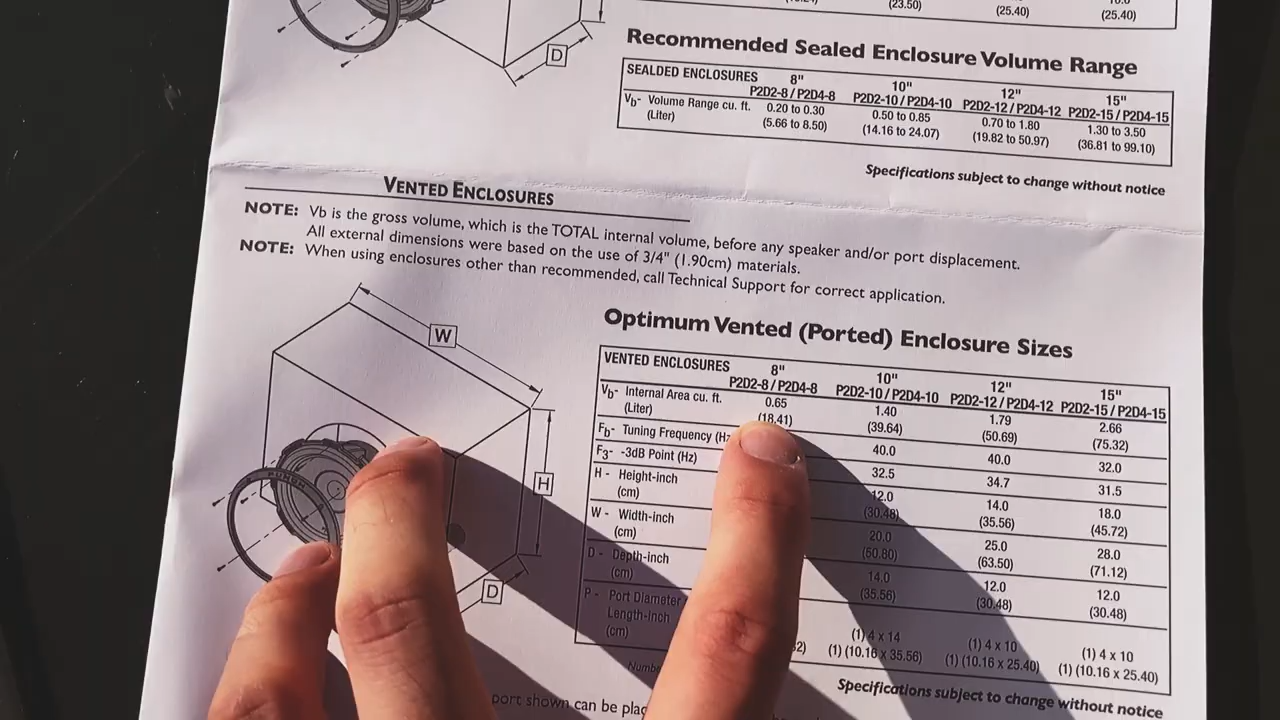 (23.50)
(25.40)
(25.40)
D
Recommended Sealed Enclosure Volume Range
SEALDED ENCLOSURES 8" 10" 12" 15"
P2D2-8 / P2D4-8 P2D2-10 / P2D4-10 P2D2-12 / P2D4-12 P2D2-15 / P2D4-15
Vb- Volume Range cu. ft. 0.20 to 0.30 0.50 to 0.85 0.70 to 1.80 1.30 to 3.50
(Liter) (5.66 to 8.50) (14.16 to 24.07) (19.82 to 50.97) (36.81 to 99.10)
Specifications subject to change without notice
VENTED ENCLOSURES
NOTE: Vb is the gross volume, which is the TOTAL internal volume, before any speaker and/or port displacement.
All external dimensions were based on the use of 3/4" (1.90cm) materials.
NOTE: When using enclosures other than recommended, call Technical Support for correct application.
W
H
D
PUNCH
Optimum Vented (Ported) Enclosure Sizes
VENTED ENCLOSURES 8" 10" 12" 15"
P2D2-8 / P2D4-8 P2D2-10 / P2D4-10 P2D2-12 / P2D4-12 P2D2-15 / P2D4-15
Vb- Internal Area cu. ft. 0.65 1.40 1.79 2.66
(Liter) (18.41) (39.64) (50.69) (75.32)
Fb- Tuning Frequency 40.0 40.0 32.0
F3- -3dB Point (Hz) 32.5 34.7 31.5
H - Height-inch 12.0 14.0 18.0
(cm) (30.48) (35.56) (45.72)
W - Width-inch 20.0 25.0 28.0
(cm) (50.80) (63.50) (71.12)
D - Depth-inch 14.0 12.0 12.0
(cm) (35.56) (30.48) (30.48)
P - Port Diameter
Length-inch (1) 4 x 14 (1) 4 x 10 (1) 4 x 10
(cm) (1) (10.16 x 35.56) (1) (10.16 x 25.40) (1) (10.16 x 25.40)
Specifications subject to change without notice
port shown can be